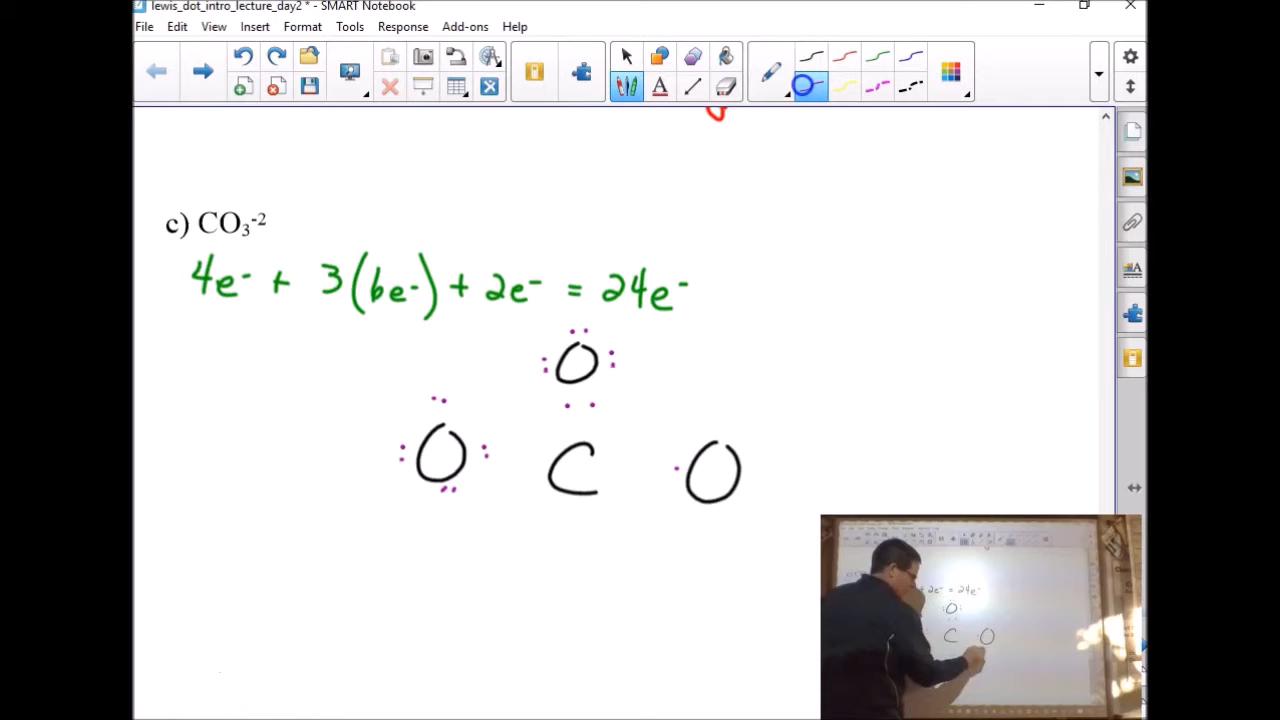 lewis_dot_intro_lecture_day2 * - SMART Notebook
File Edit View Insert Format Tools Response Add-ons Help
c) CO₃⁻²
4e⁻ + 3(6e⁻) + 2e⁻ = 24e⁻
O
O C O